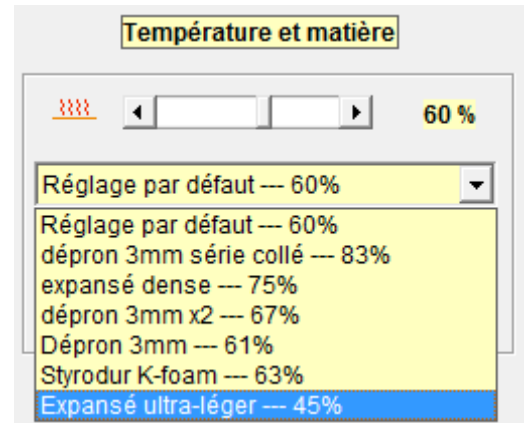 Température et matière
60 %
Réglage par défaut --- 60%
Réglage par défaut --- 60%
dépron 3mm série collé --- 83%
expansé dense --- 75%
dépron 3mm x2 --- 67%
Dépron 3mm --- 61%
Styrodur K-foam --- 63%
Expansé ultra-léger --- 45%